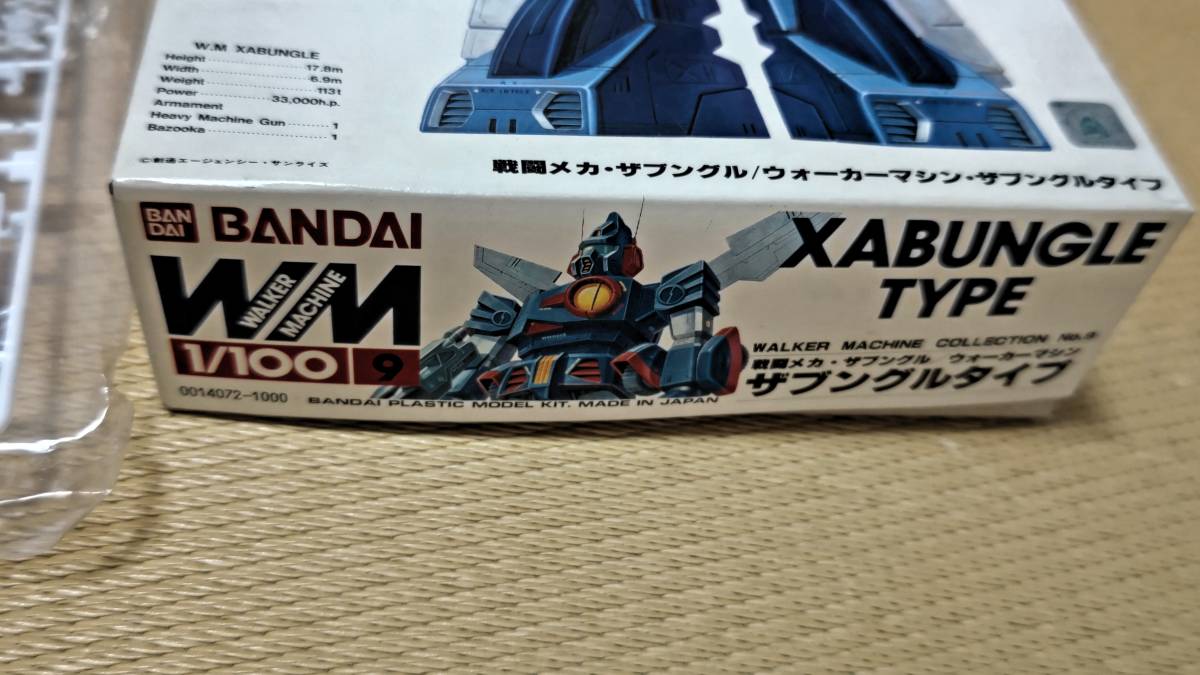 W.M XABUNGLE
Height 17.8m
Width 6.9m
Weight 113t
Power 33,000h.p.
Armament
Heavy Machine Gun 1
Bazooka 1
©創通エージェンシー・サンライズ
戦闘メカ・ザブングル/ウォーカーマシン・ザブングルタイプ
BAN
DAI
BANDAI
W/M
WALKER
MACHINE
1/100 9
0014072-1000
BANDAI PLASTIC MODEL KIT. MADE IN JAPAN
XABUNGLE
TYPE
WALKER MACHINE COLLECTION No.9
戦闘メカ・ザブングル ウォーカーマシン
ザブングルタイプ